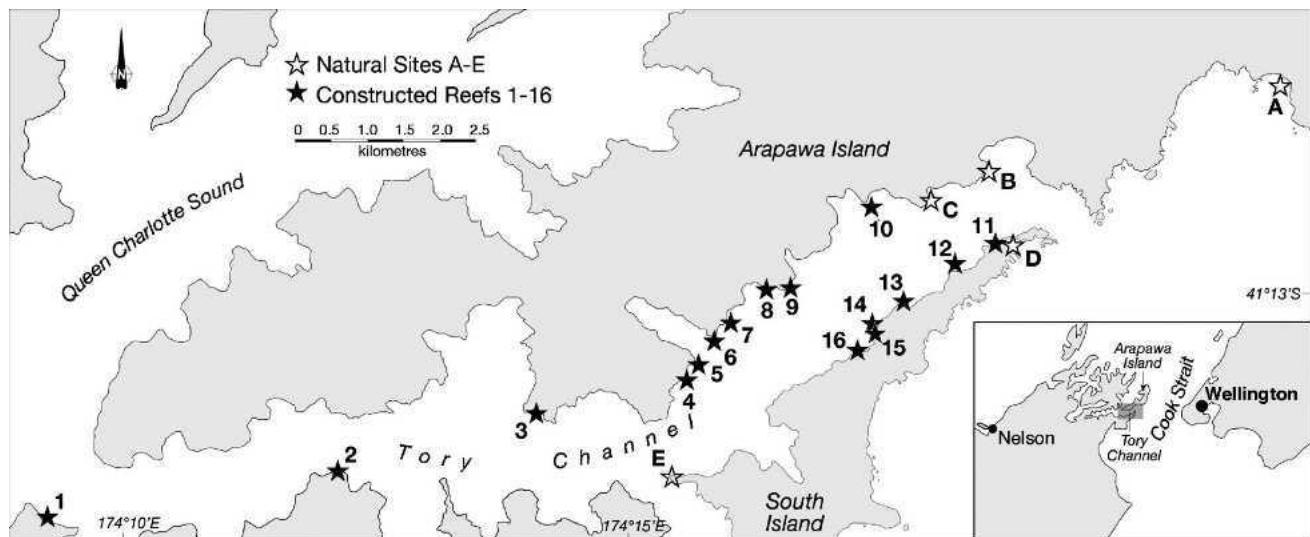 N
Natural Sites A-E
Constructed Reefs 1-16
0 0.5 1.0 1.5 2.0 2.5
kilometres
Queen Charlotte Sound
Arapawa Island
A
B
C
10
11
D
12
13
41°13'S
8
9
14
7
15
6
16
5
4
3
Tory Channel
E
2
1
174°10'E
174°15'E
South
Island
Arapawa
Island
Cook Strait
Wellington
Nelson
Tory
Channel